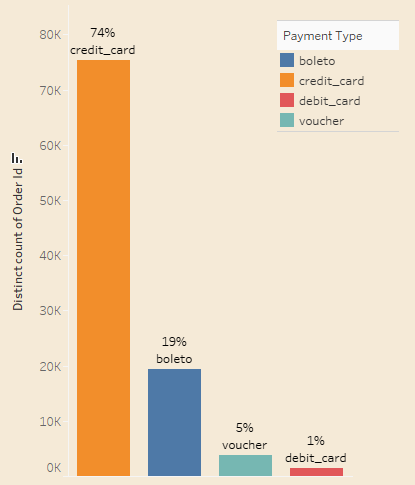 80K
70K
60K
50K
40K
30K
20K
10K
0K
Distinct count of Order Id
74%
credit_card
19%
boleto
5%
voucher
1%
debit_card
Payment Type
boleto
credit_card
debit_card
voucher